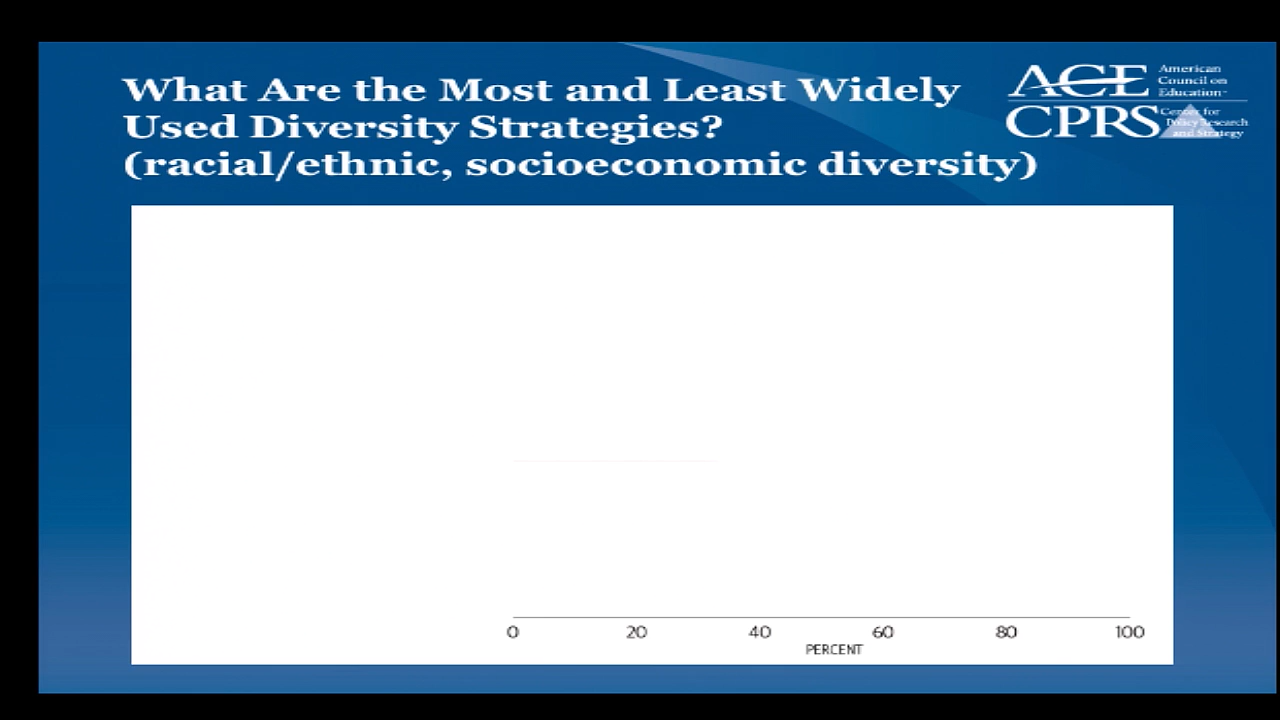 What Are the Most and Least Widely
Used Diversity Strategies?
(racial/ethnic, socioeconomic diversity)
ACE
American
Council on
Education
CPRS
Center for
Policy Research
and Strategy
0 20 40 60 80 100
PERCENT